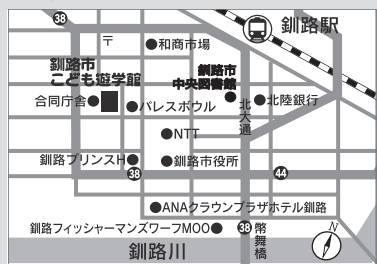 38
釧路駅
〒
●和商市場
釧路市
こども遊学館
釧路市
中央図書館
合同庁舎●
●パレスボウル
●北陸銀行
北大通
●NTT
釧路プリンスH●
●釧路市役所
38
44
●ANAクラウンプラザホテル釧路
釧路フィッシャーマンズワーフMOO●
38
幣舞橋
N
釧路川